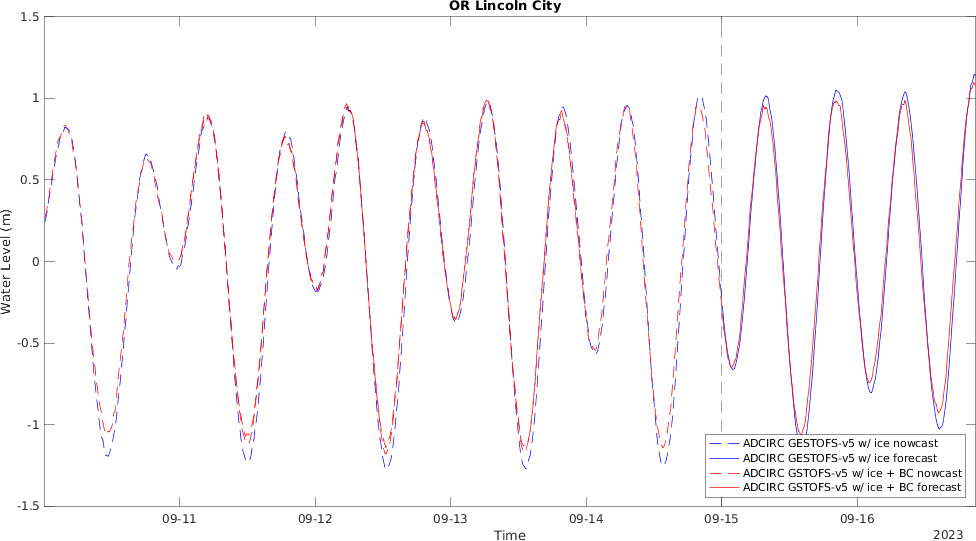 OR Lincoln City
1.5
1
0.5
0
-0.5
-1
-1.5
Water Level (m)
09-11
09-12
09-13
09-14
09-15
09-16
Time
2023
ADCIRC GESTOFS-v5 w/ ice nowcast
ADCIRC GESTOFS-v5 w/ ice forecast
ADCIRC GSTOFS-v5 w/ ice + BC nowcast
ADCIRC GSTOFS-v5 w/ ice + BC forecast